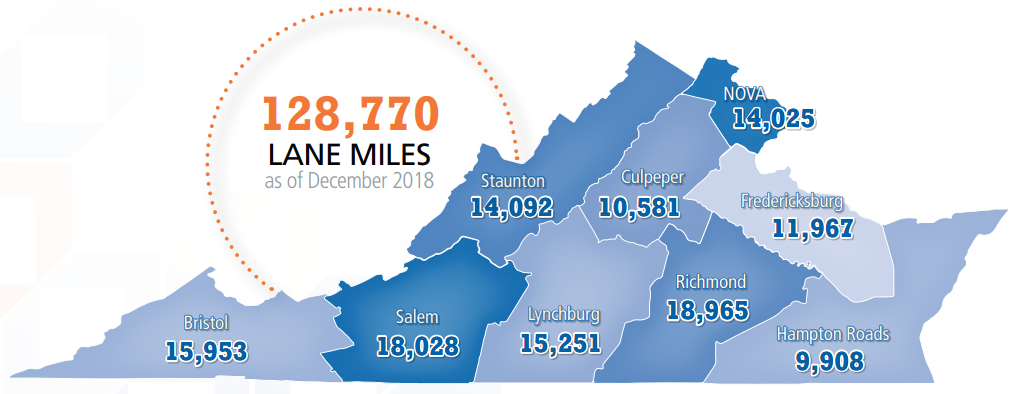 128,770
LANE MILES
as of December 2018
NOVA
14,025
Staunton
14,092
Culpeper
10,581
Fredericksburg
11,967
Richmond
18,965
Bristol
15,953
Salem
18,028
Lynchburg
15,251
Hampton Roads
9,908